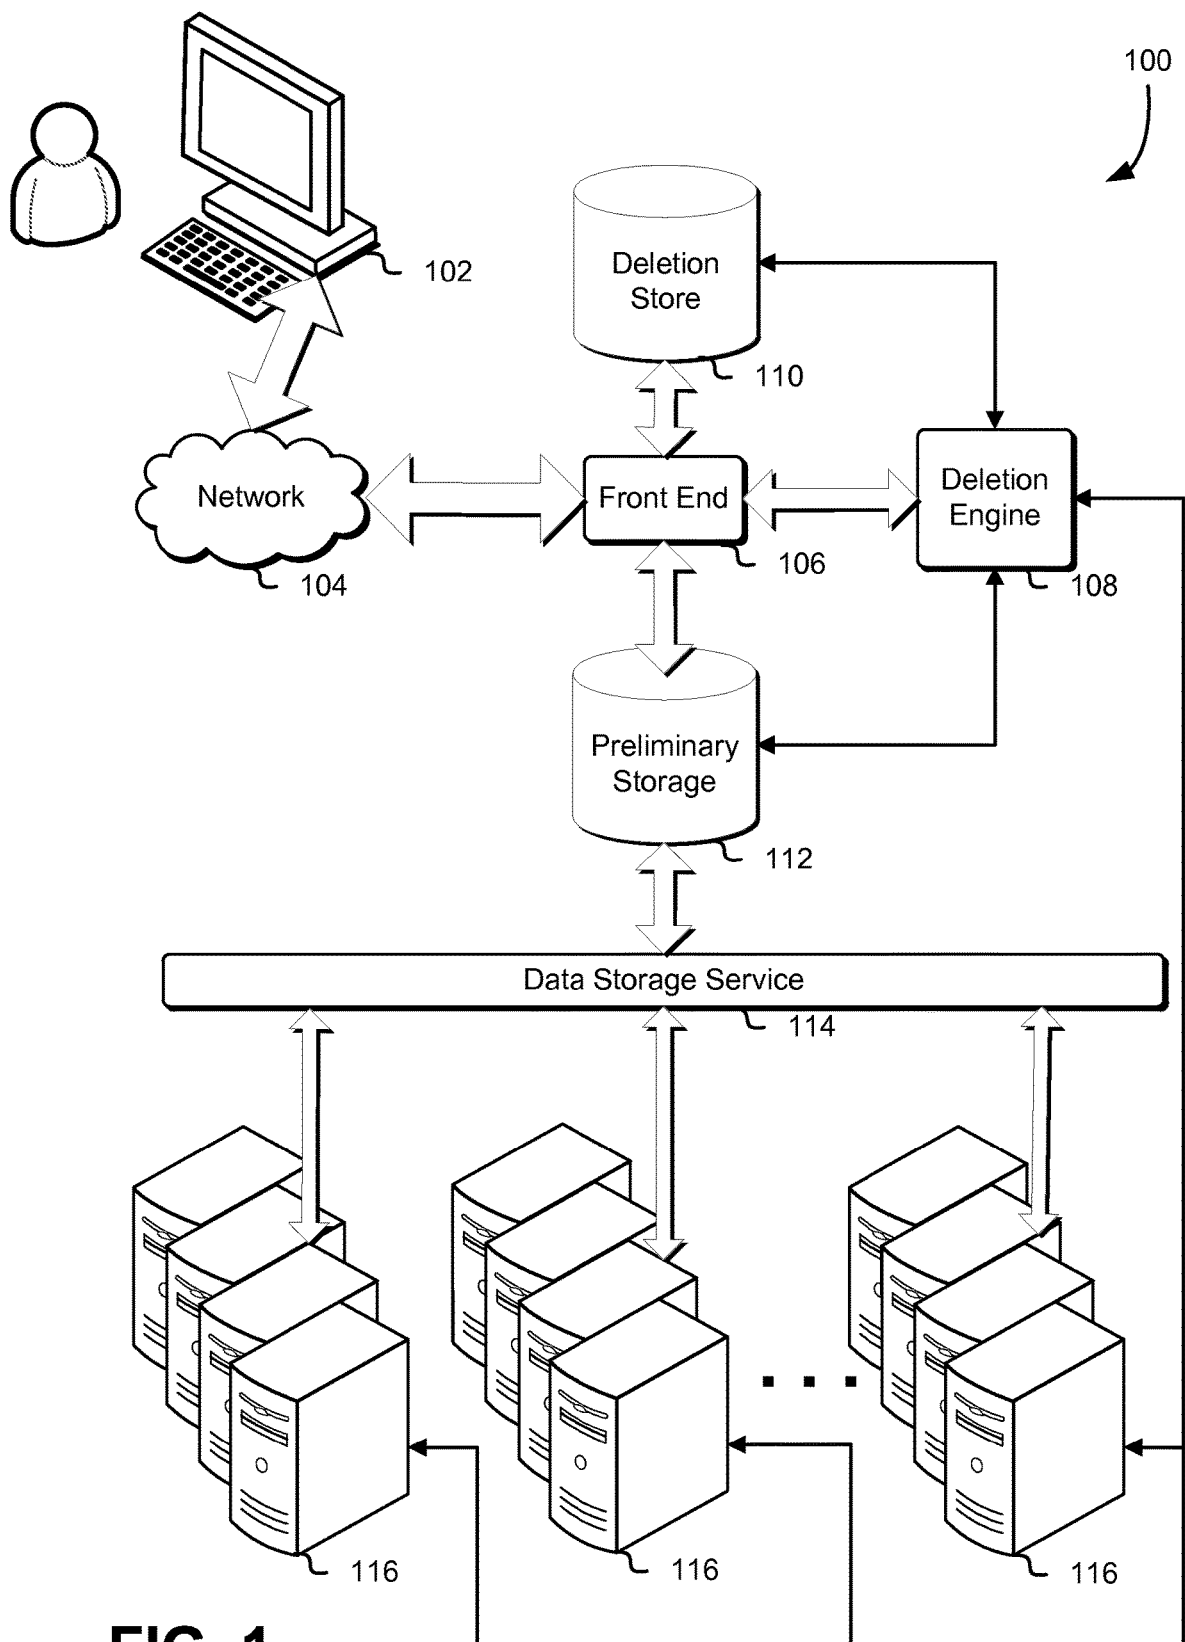 100
102
Deletion
Store
110
Network
104
Front End
106
Deletion
Engine
108
Preliminary
Storage
112
Data Storage Service
114
116
116
116
FIG. 1